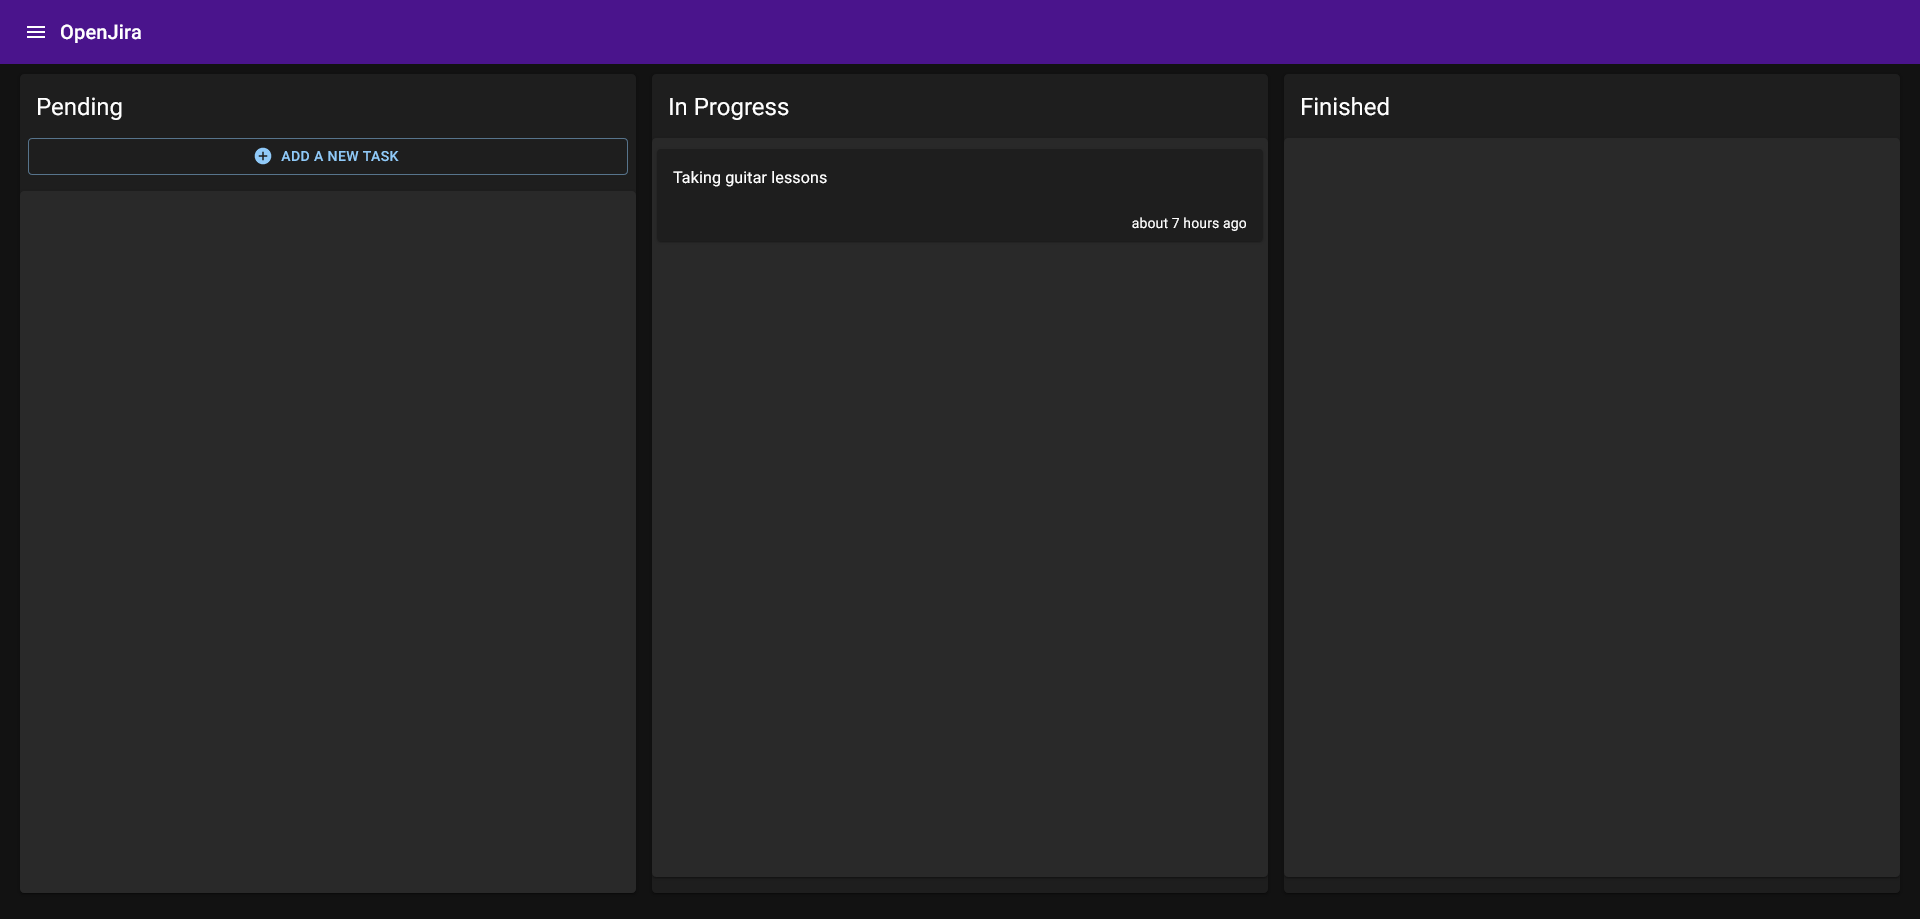 OpenJira
Pending
ADD A NEW TASK
In Progress
Taking guitar lessons
about 7 hours ago
Finished